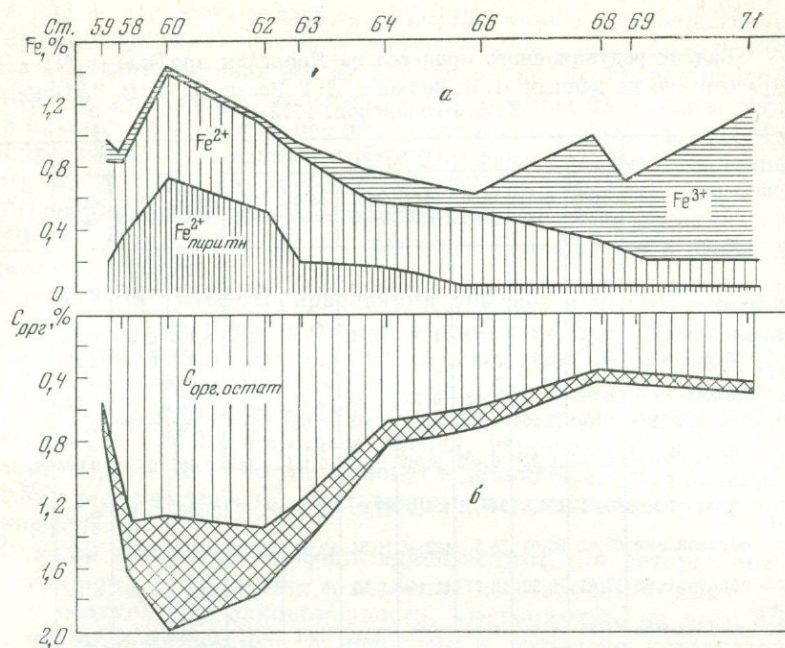 Ст. 59 58 60 62 63 64 66 68 69 71
Fe, %
1,2
0,8
0,4
0
а.
Fe²⁺
Fe²⁺ пиритн
Fe³⁺
Cорг, %
0,4
0,8
1,2
1,6
2,0
Cорг. остат
в